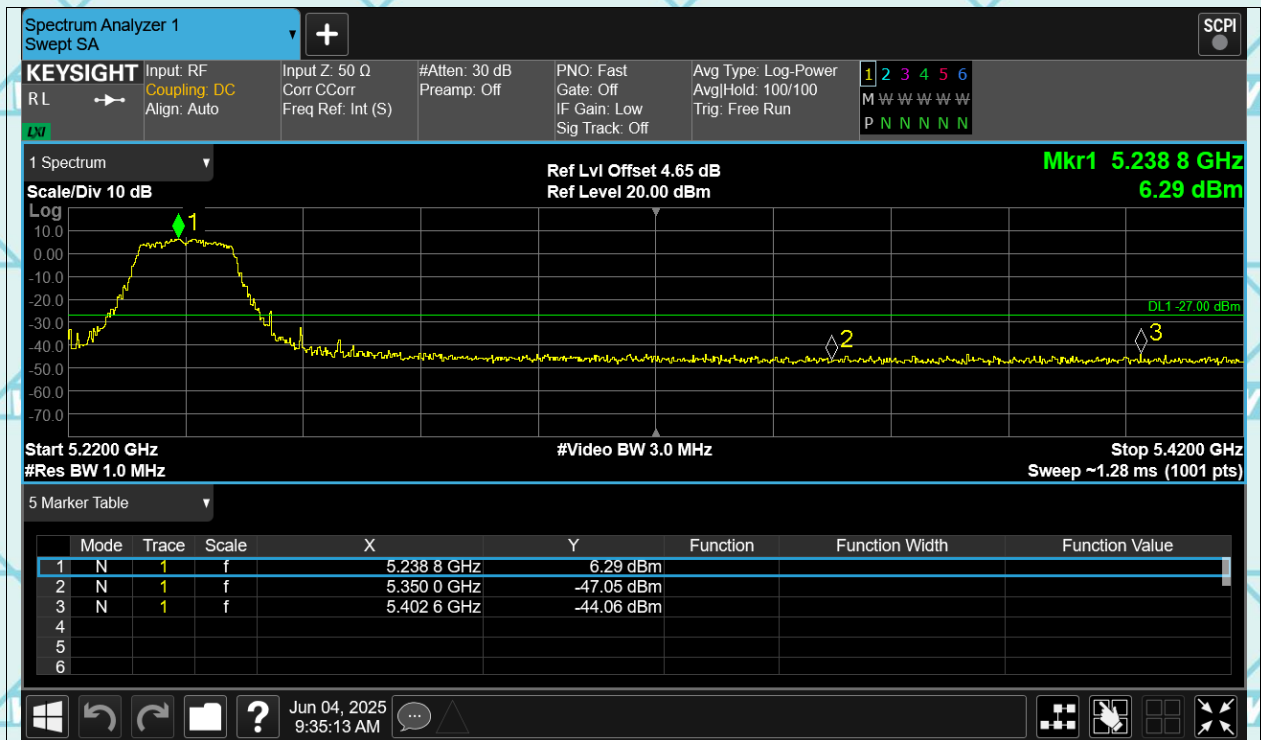 Spectrum Analyzer 1
Swept SA
▼
+
SCPI
KEYSIGHT
RL
LXI
Input: RF
Coupling: DC
Align: Auto
Input Z: 50 Ω
Corr CCorr
Freq Ref: Int (S)
#Atten: 30 dB
Preamp: Off
PNO: Fast
Gate: Off
IF Gain: Low
Sig Track: Off
Avg Type: Log-Power
Avg|Hold: 100/100
Trig: Free Run
1 2 3 4 5 6
M W W W W W
P N N N N N
1 Spectrum ▼
Scale/Div 10 dB
Ref Lvl Offset 4.65 dB
Ref Level 20.00 dBm
Mkr1 5.238 8 GHz
6.29 dBm
Log
10.0
0.00
-10.0
-20.0
-30.0
-40.0
-50.0
-60.0
-70.0
1
DL1 -27.00 dBm
2
3
Start 5.2200 GHz
#Video BW 3.0 MHz
Stop 5.4200 GHz
#Res BW 1.0 MHz
Sweep ~1.28 ms (1001 pts)
5 Marker Table ▼
Mode Trace Scale X Y Function Function Width Function Value
1 N 1 f 5.238 8 GHz 6.29 dBm
2 N 1 f 5.350 0 GHz -47.05 dBm
3 N 1 f 5.402 6 GHz -44.06 dBm
4
5
6
?
Jun 04, 2025
9:35:13 AM